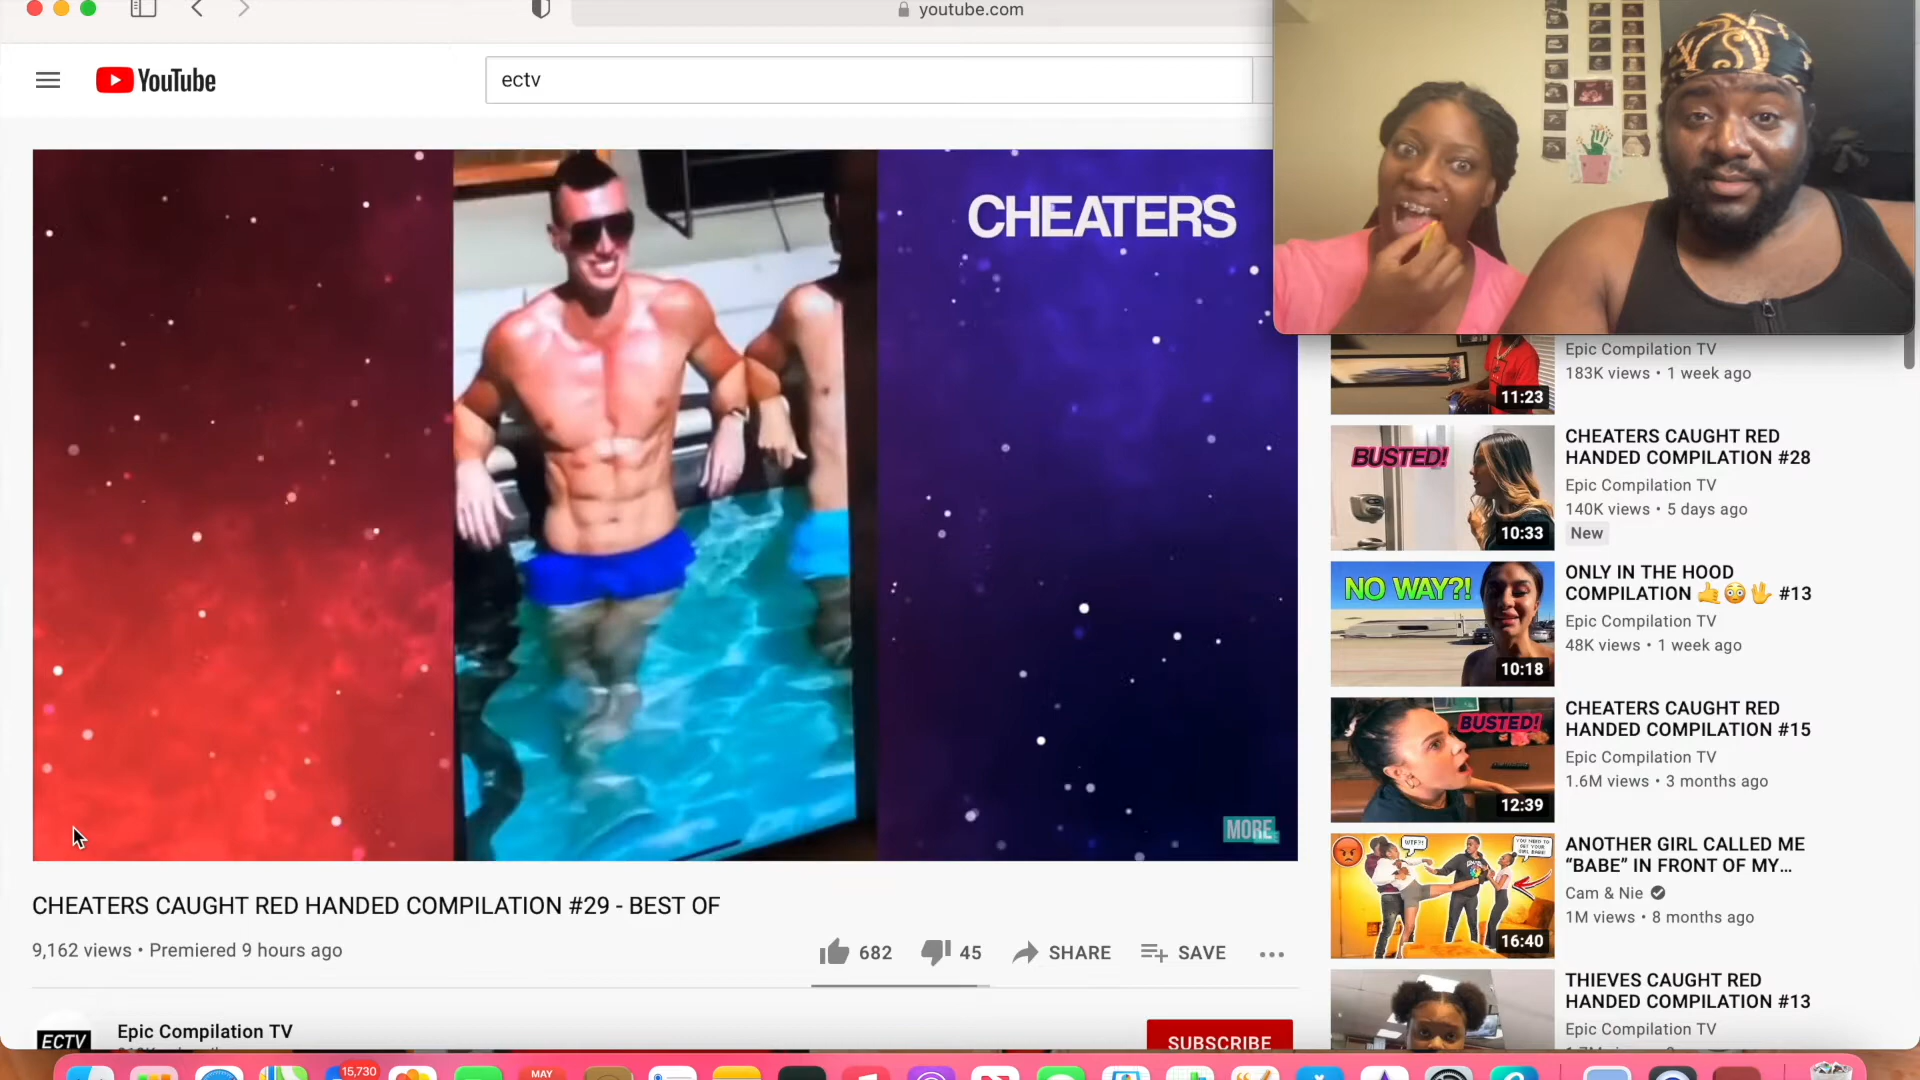 youtube.com
YouTube
ectv
CHEATERS
MORE
CHEATERS CAUGHT RED HANDED COMPILATION #29 - BEST OF
9,162 views • Premiered 9 hours ago
682
45
SHARE
SAVE
ECTV
Epic Compilation TV
SUBSCRIBE
Epic Compilation TV
183K views • 1 week ago
11:23
BUSTED!
10:33
CHEATERS CAUGHT RED
HANDED COMPILATION #28
Epic Compilation TV
140K views • 5 days ago
New
NO WAY?!
10:18
ONLY IN THE HOOD
COMPILATION 🤙😳🖖 #13
Epic Compilation TV
48K views • 1 week ago
BUSTED!
12:39
CHEATERS CAUGHT RED
HANDED COMPILATION #15
Epic Compilation TV
1.6M views • 3 months ago
WTF?!
16:40
ANOTHER GIRL CALLED ME
“BABE” IN FRONT OF MY...
Cam & Nie
1M views • 8 months ago
THIEVES CAUGHT RED
HANDED COMPILATION #13
Epic Compilation TV
15,730
MAY